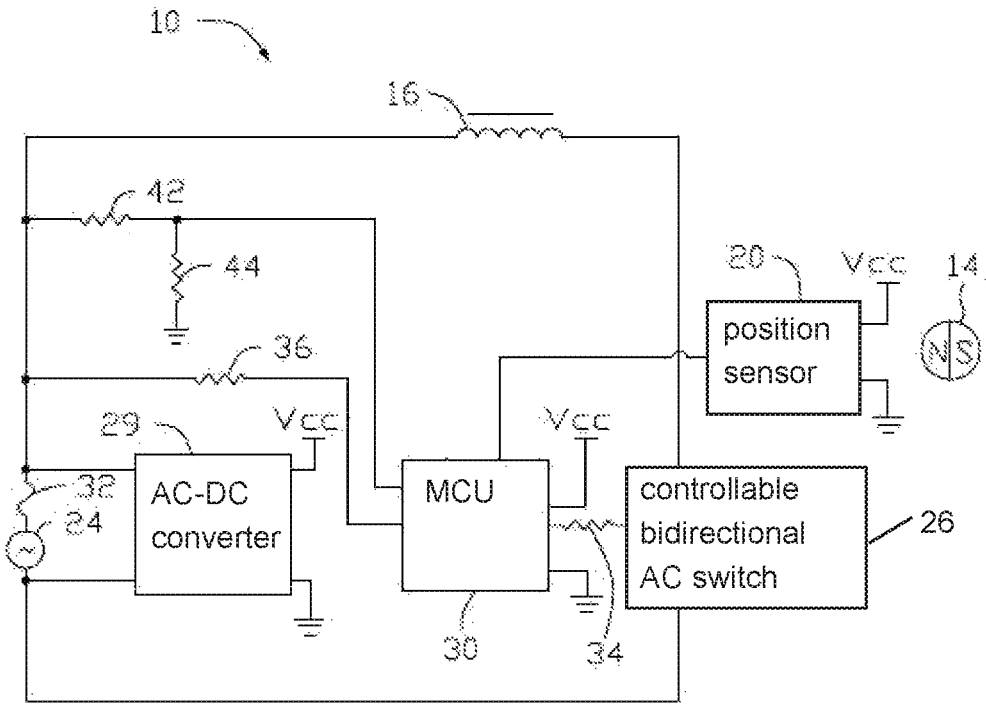 10
16
42
44
20
Vcc
14
position
sensor
N S
36
29
Vcc
Vcc
32
24
~
AC-DC
converter
MCU
controllable
bidirectional
AC switch
26
30
34